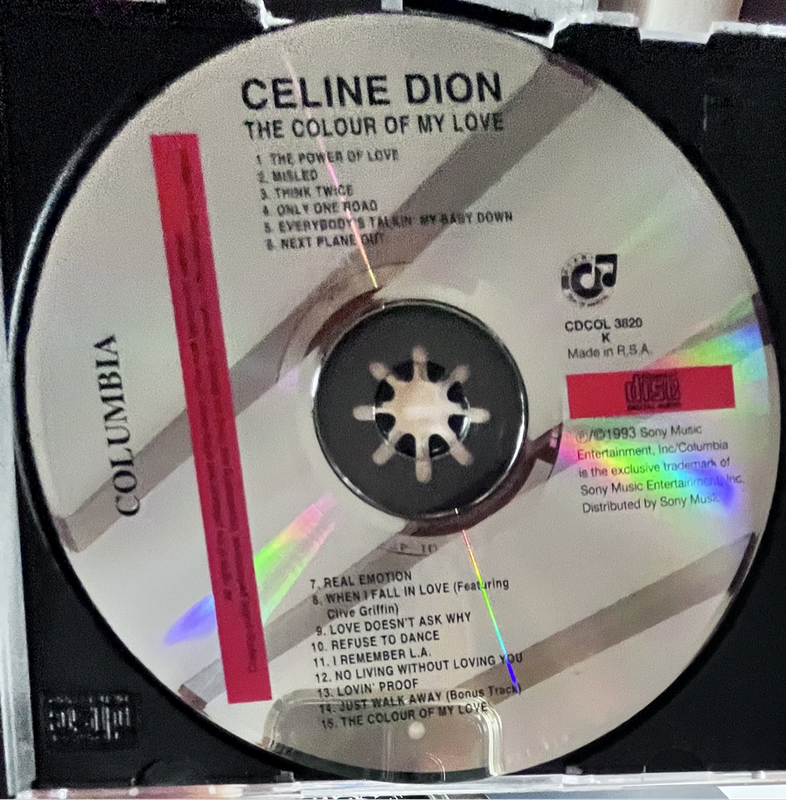 CELINE DION
THE COLOUR OF MY LOVE
1. THE POWER OF LOVE
2. MISLED
3. THINK TWICE
4. ONLY ONE ROAD
5. EVERYBODY'S TALKIN' MY BABY DOWN
6. NEXT PLANE OUT
COLUMBIA
CDCOL 3820
K
Made in R.S.A.
disc
DIGITAL AUDIO
℗/©1993 Sony Music
Entertainment, Inc/Columbia
is the exclusive trademark of
Sony Music Entertainment, Inc.
Distributed by Sony Music
7. REAL EMOTION
8. WHEN I FALL IN LOVE (Featuring
Clive Griffin)
9. LOVE DOESN'T ASK WHY
10. REFUSE TO DANCE
11. I REMEMBER L.A.
12. NO LIVING WITHOUT LOVING YOU
13. LOVIN' PROOF
14. JUST WALK AWAY (Bonus Track)
15. THE COLOUR OF MY LOVE